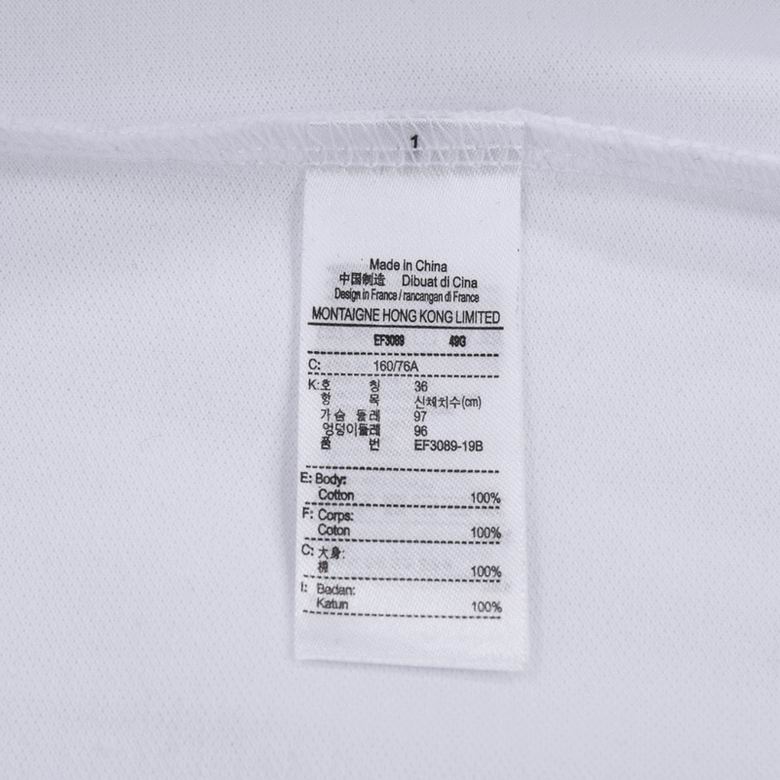 1
Made in China
中国制造 Dibuat di Cina
Design in France / rancangan di France
MONTAIGNE HONG KONG LIMITED
EF3089 49G
C: 160/76A
K:호 칭 36
항 목 신체치수(cm)
가슴 둘레 97
엉덩이둘레 96
품 번 EF3089-19B
E: Body:
Cotton 100%
F: Corps:
Coton 100%
C: 大身:
棉 100%
I: Badan:
Katun 100%